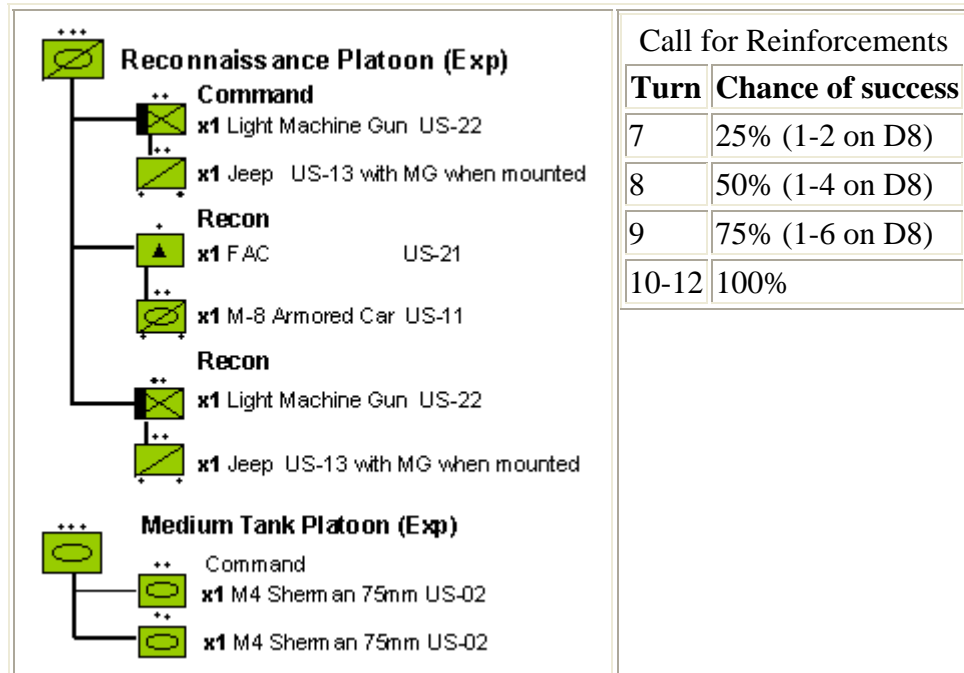 Reconnaissance Platoon (Exp)
Command
x1 Light Machine Gun US-22
x1 Jeep US-13 with MG when mounted
Recon
x1 FAC US-21
x1 M-8 Armored Car US-11
Recon
x1 Light Machine Gun US-22
x1 Jeep US-13 with MG when mounted
Medium Tank Platoon (Exp)
Command
x1 M4 Sherman 75mm US-02
x1 M4 Sherman 75mm US-02
Call for Reinforcements
Turn Chance of success
7 25% (1-2 on D8)
8 50% (1-4 on D8)
9 75% (1-6 on D8)
10-12 100%